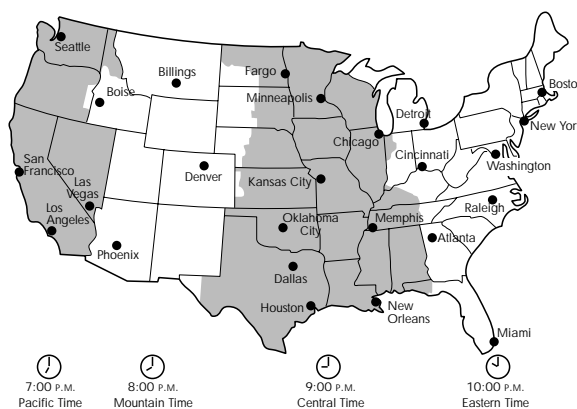 Seattle
Billings
Fargo
Boise
Minneapolis
Boston
Detroit
New York
Chicago
San
Francisco
Las
Vegas
Denver
Kansas City
Cincinnati
Washington
Los
Angeles
Oklahoma
City
Memphis
Raleigh
Phoenix
Atlanta
Dallas
Houston
New
Orleans
Miami
7:00 P.M.
Pacific Time
8:00 P.M.
Mountain Time
9:00 P.M.
Central Time
10:00 P.M.
Eastern Time